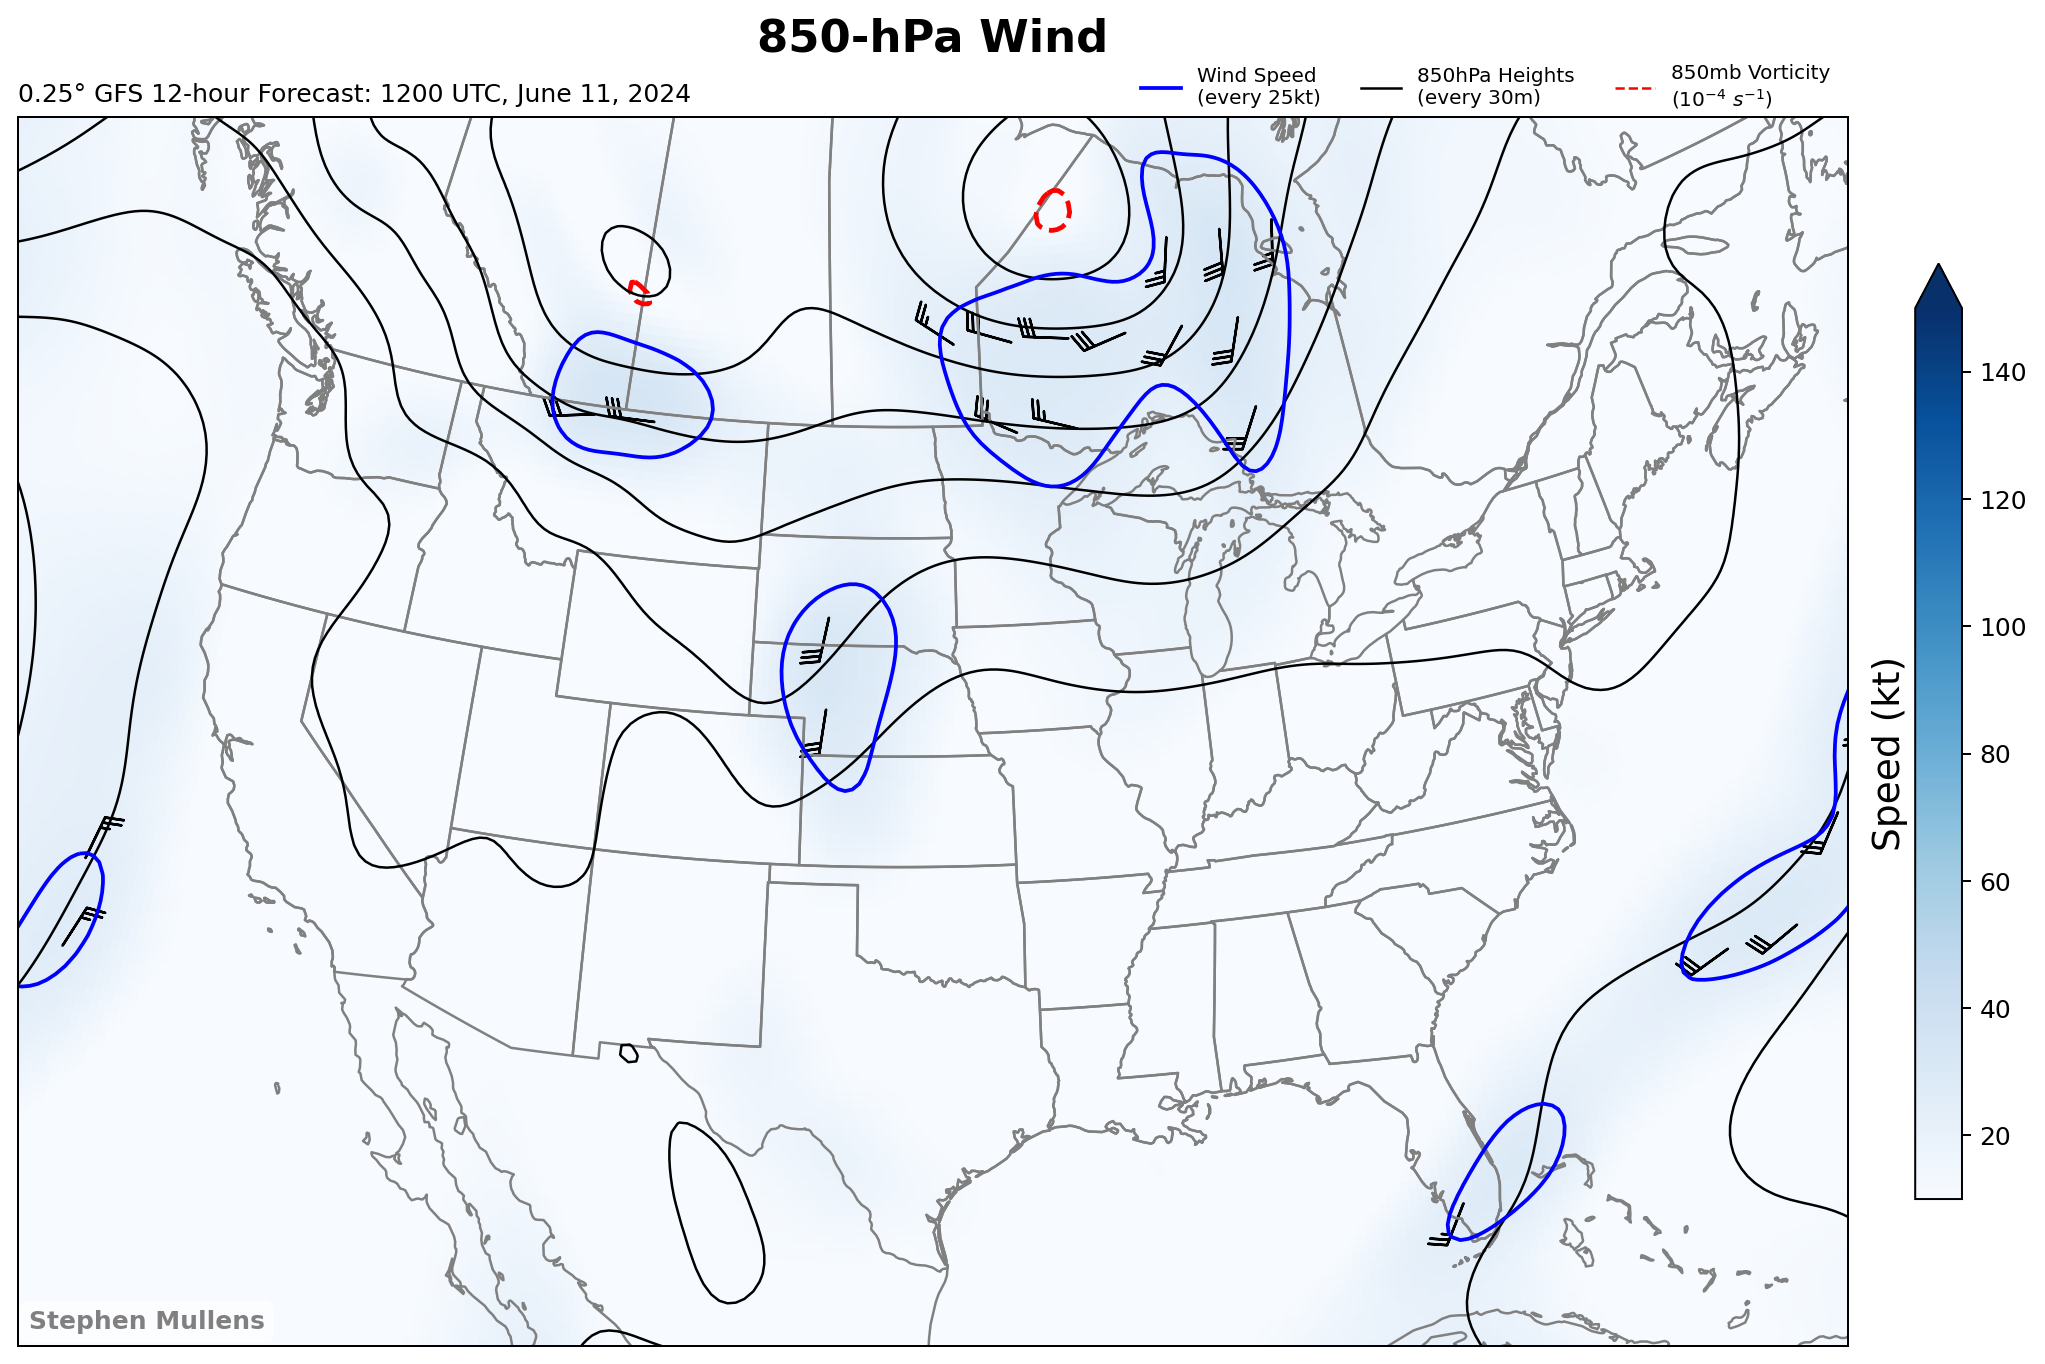 850-hPa Wind
0.25° GFS 12-hour Forecast: 1200 UTC, June 11, 2024
Wind Speed
(every 25kt)
850hPa Heights
(every 30m)
850mb Vorticity
(10⁻⁴ s⁻¹)
140
120
100
80
60
40
20
Speed (kt)
Stephen Mullens